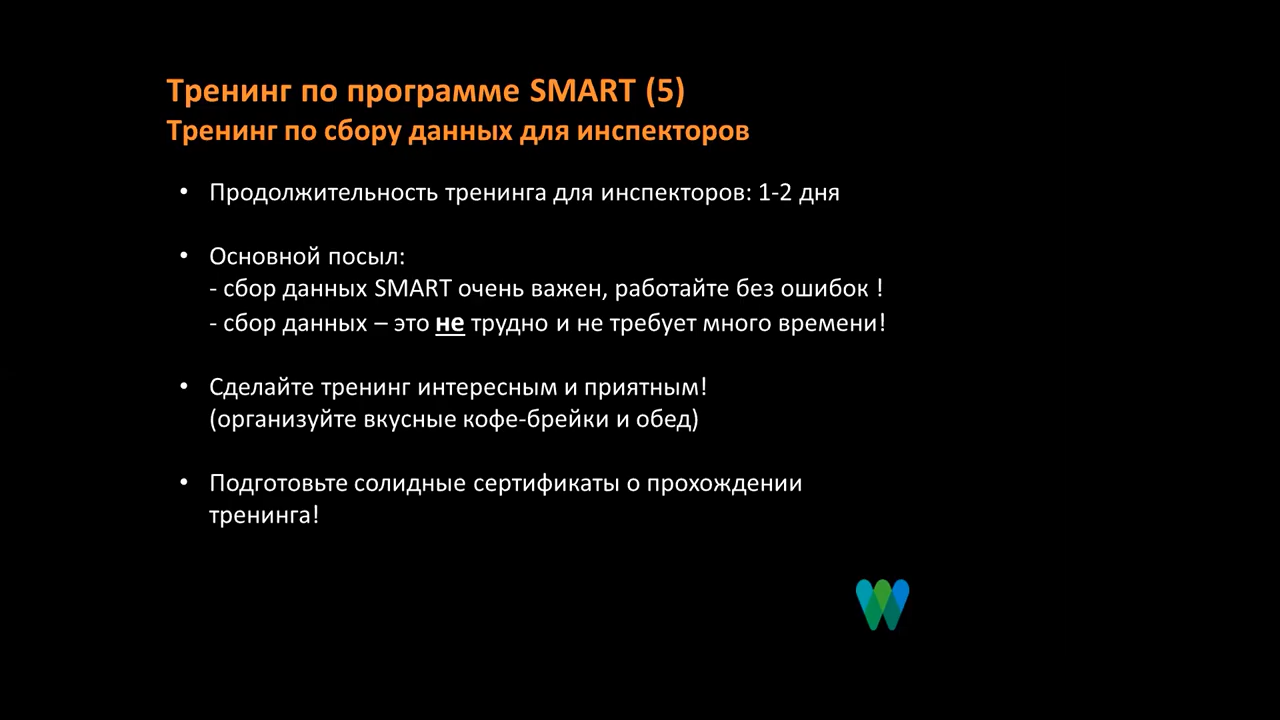 Тренинг по программе SMART (5)
Тренинг по сбору данных для инспекторов
• Продолжительность тренинга для инспекторов: 1-2 дня
• Основной посыл:
- сбор данных SMART очень важен, работайте без ошибок !
- сбор данных – это не трудно и не требует много времени!
• Сделайте тренинг интересным и приятным!
(организуйте вкусные кофе-брейки и обед)
• Подготовьте солидные сертификаты о прохождении
тренинга!